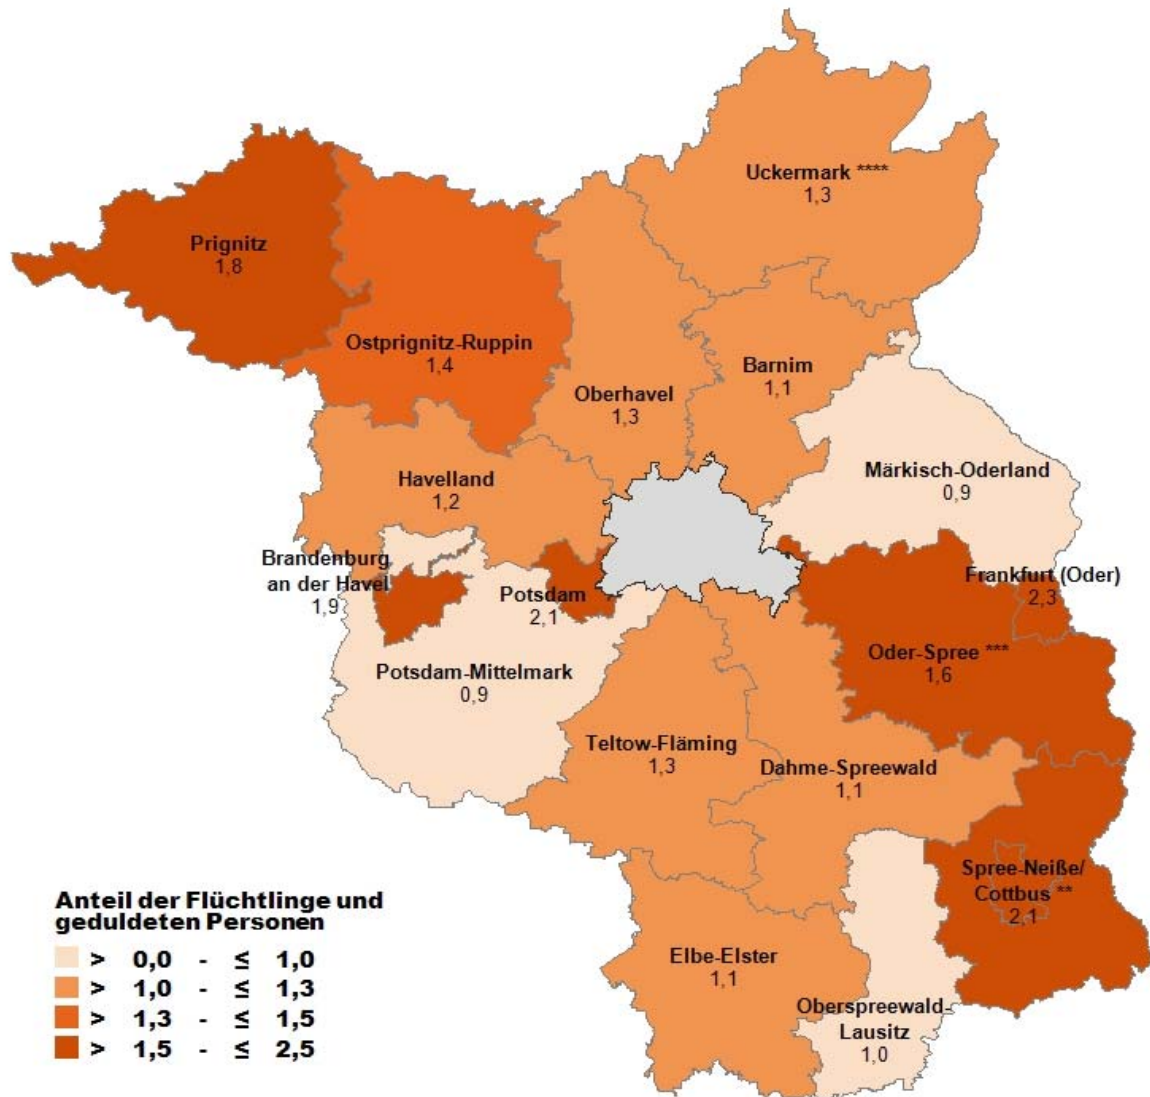 Uckermark ****
1,3
Prignitz
1,8
Ostprignitz-Ruppin
1,4
Oberhavel
1,3
Barnim
1,1
Märkisch-Oderland
0,9
Havelland
1,2
Brandenburg
an der Havel
1,9
Potsdam
2,1
Frankfurt (Oder)
2,3
Oder-Spree ***
1,6
Potsdam-Mittelmark
0,9
Teltow-Fläming
1,3
Dahme-Spreewald
1,1
Spree-Neiße/
Cottbus **
2,1
Elbe-Elster
1,1
Oberspreewald-
Lausitz
1,0
Anteil der Flüchtlinge und
geduldeten Personen
> 0,0 - ≤ 1,0
> 1,0 - ≤ 1,3
> 1,3 - ≤ 1,5
> 1,5 - ≤ 2,5